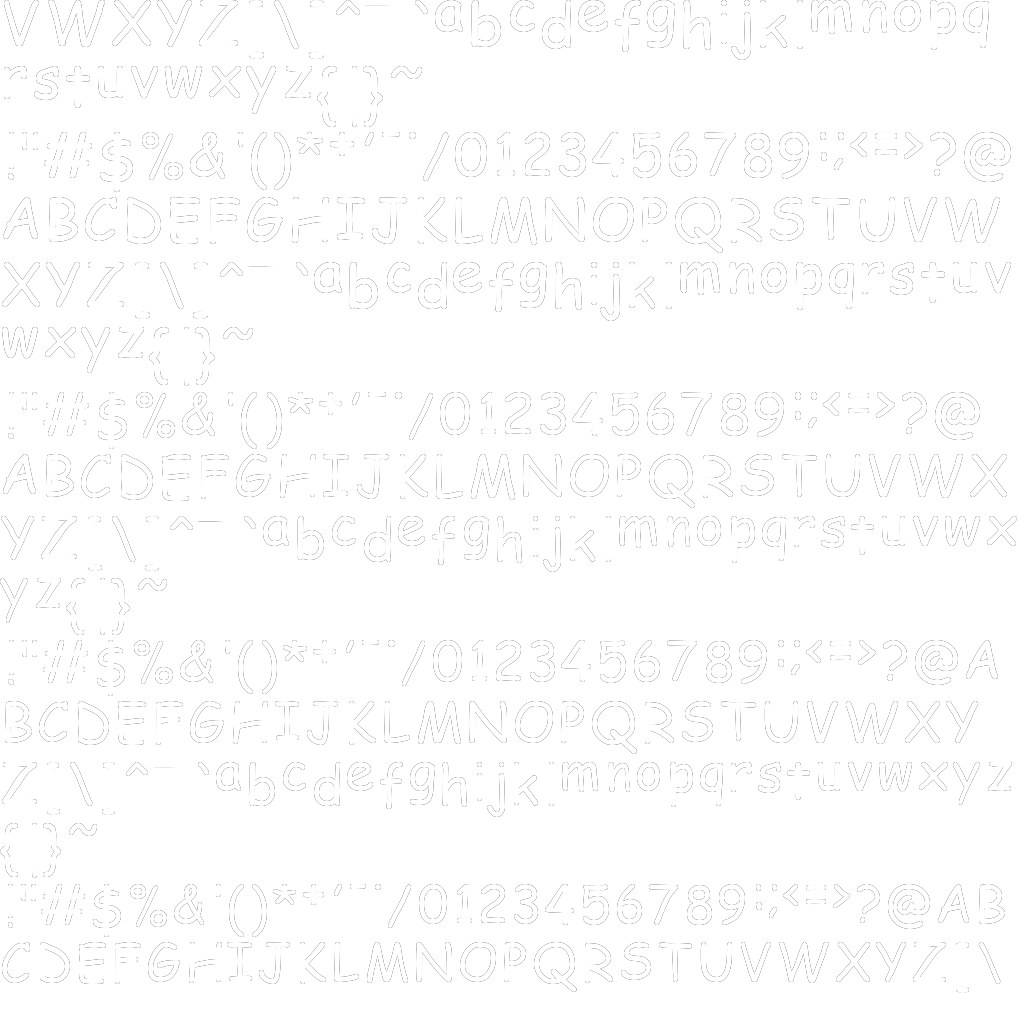 VWXYZ[\]^_`abcdefghijklmnopq
rstuvwxyz{|}~
!"#$%&'()*+,-./0123456789:;<=>?@
ABCDEFGHIJKLMNOPQRSTUVW
XYZ[\]^_`abcdefghijklmnopqrstuv
wxyz{|}~
!"#$%&'()*+,-./0123456789:;<=>?@
ABCDEFGHIJKLMNOPQRSTUVWX
YZ[\]^_`abcdefghijklmnopqrstuvwx
yz{|}~
!"#$%&'()*+,-./0123456789:;<=>?@A
BCDEFGHIJKLMNOPQRSTUVWXY
Z[\]^_`abcdefghijklmnopqrstuvwxyz
{|}~
!"#$%&'()*+,-./0123456789:;<=>?@AB
CDEFGHIJKLMNOPQRSTUVWXYZ[\